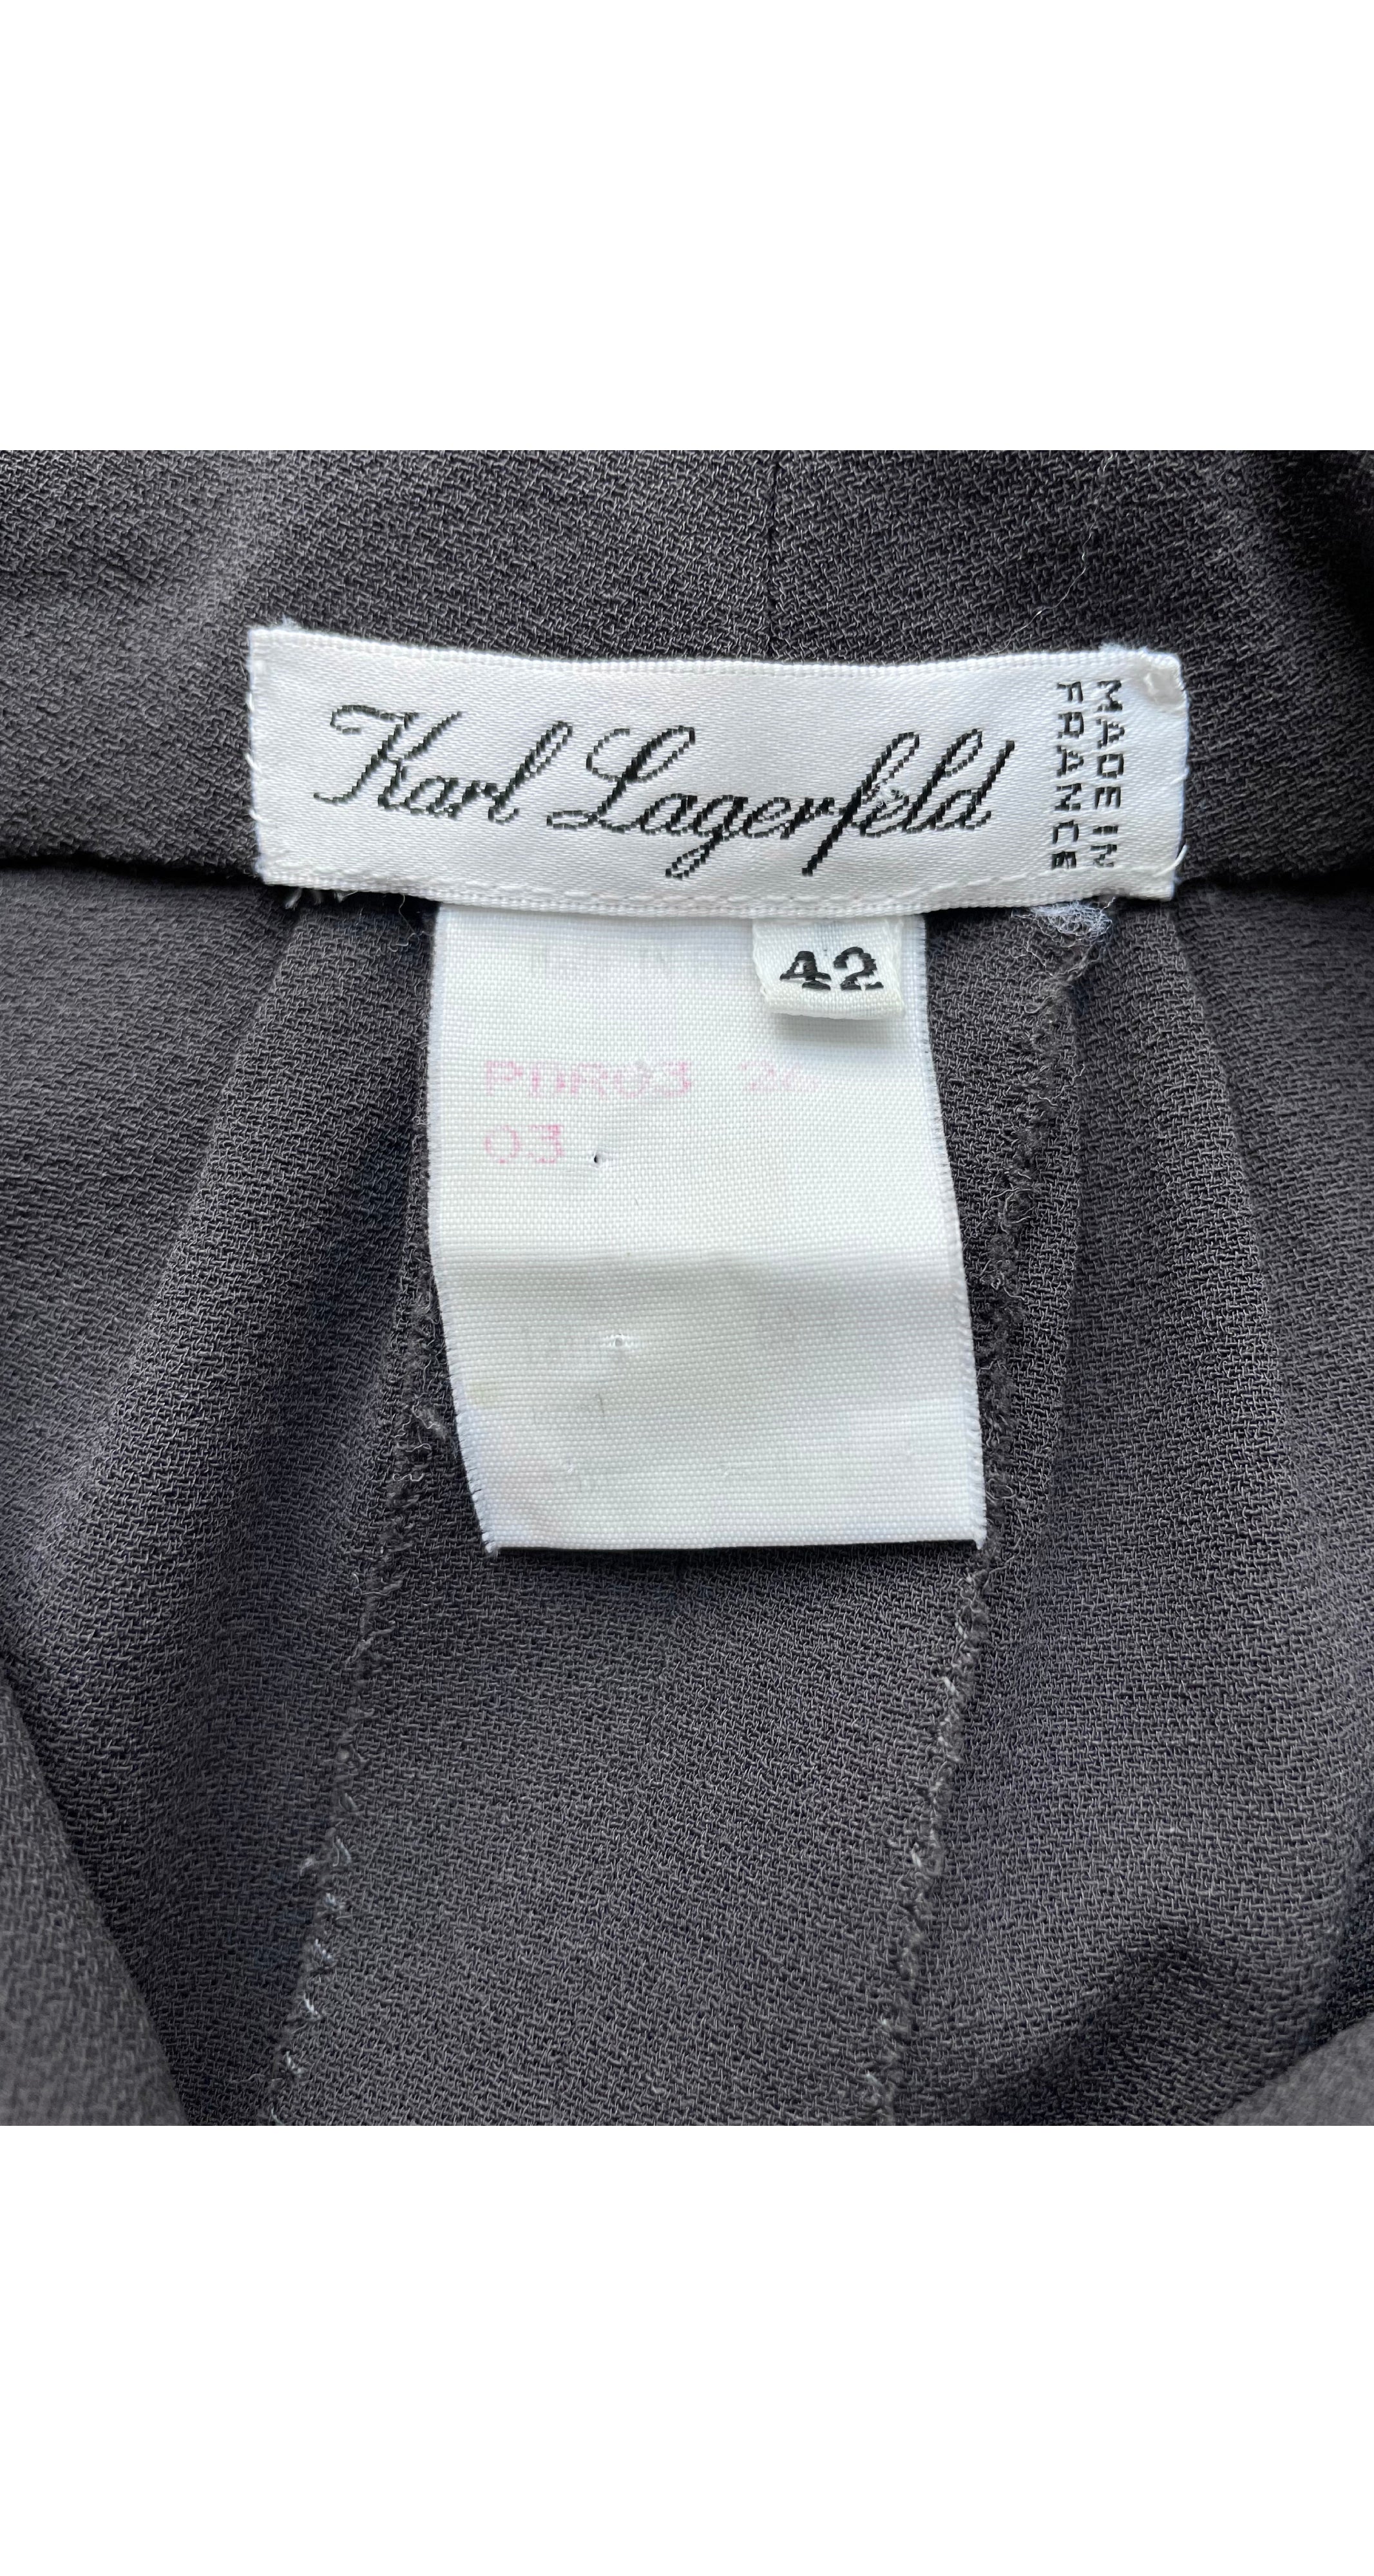 Karl Lagerfeld
MADE IN
FRANCE
42
PDR03
03